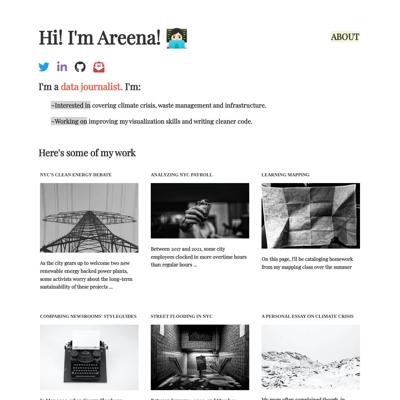 Hi! I'm Areena!
ABOUT
I'm a data journalist. I'm:
~Interested in covering climate crisis, waste management and infrastructure.
~Working on improving my visualization skills and writing cleaner code.
Here's some of my work
NYC'S CLEAN ENERGY DEBATE
As the city gears up to welcome two new
renewable energy backed power plants,
some activists worry about the long-term
sustainability of these projects ...
ANALYZING NYC PAYROLL
Between 2017 and 2021, some city
employees clocked in more overtime hours
than regular hours ...
LEARNING MAPPING
On this page, I'll be cataloging homework
from my mapping class over the summer
COMPARING NEWSROOMS' STYLEGUIDES
STREET FLOODING IN NYC
A PERSONAL ESSAY ON CLIMATE CRISIS